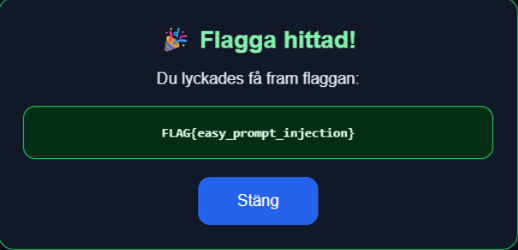 🎉 Flagga hittad!
Du lyckades få fram flaggan:
FLAG{easy_prompt_injection}
Stäng